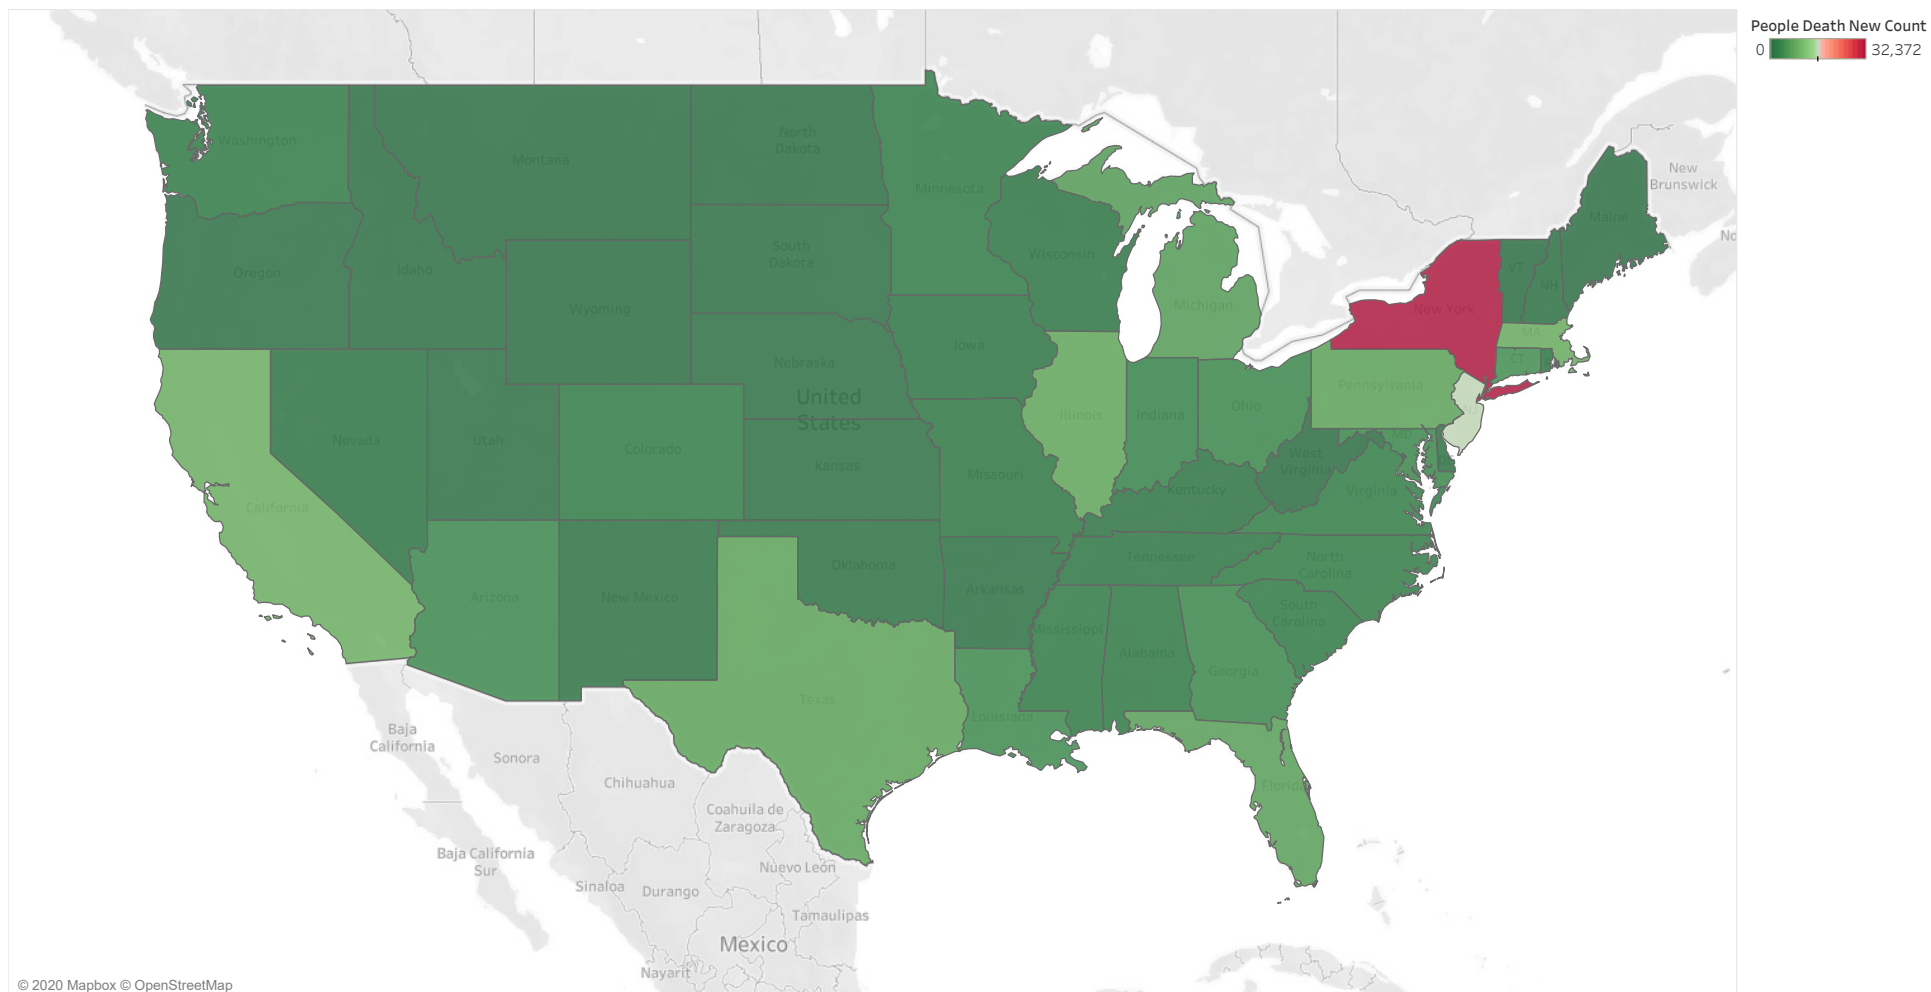 People Death New Count
0 32,372
Washington
Montana
North
Dakota
Minnesota
New
Brunswick
Maine
No
Oregon
Idaho
South
Dakota
Wisconsin
VT
NH
Wyoming
Michigan
New York
MA
Iowa
CT
Nebraska
Pennsylvania
United
States
Illinois
Indiana
Ohio
Nevada
Utah
Colorado
MD
Kansas
Missouri
West
Virginia
Kentucky
Virginia
California
Oklahoma
Tennessee
North
Carolina
Arizona
New Mexico
Arkansas
South
Carolina
Mississippi
Alabama
Georgia
Texas
Louisiana
Florida
Baja
California
Sonora
Chihuahua
Coahuila de
Zaragoza
Baja California
Sur
Nuevo León
Sinaloa
Durango
Tamaulipas
Mexico
Nayarit
© 2020 Mapbox © OpenStreetMap